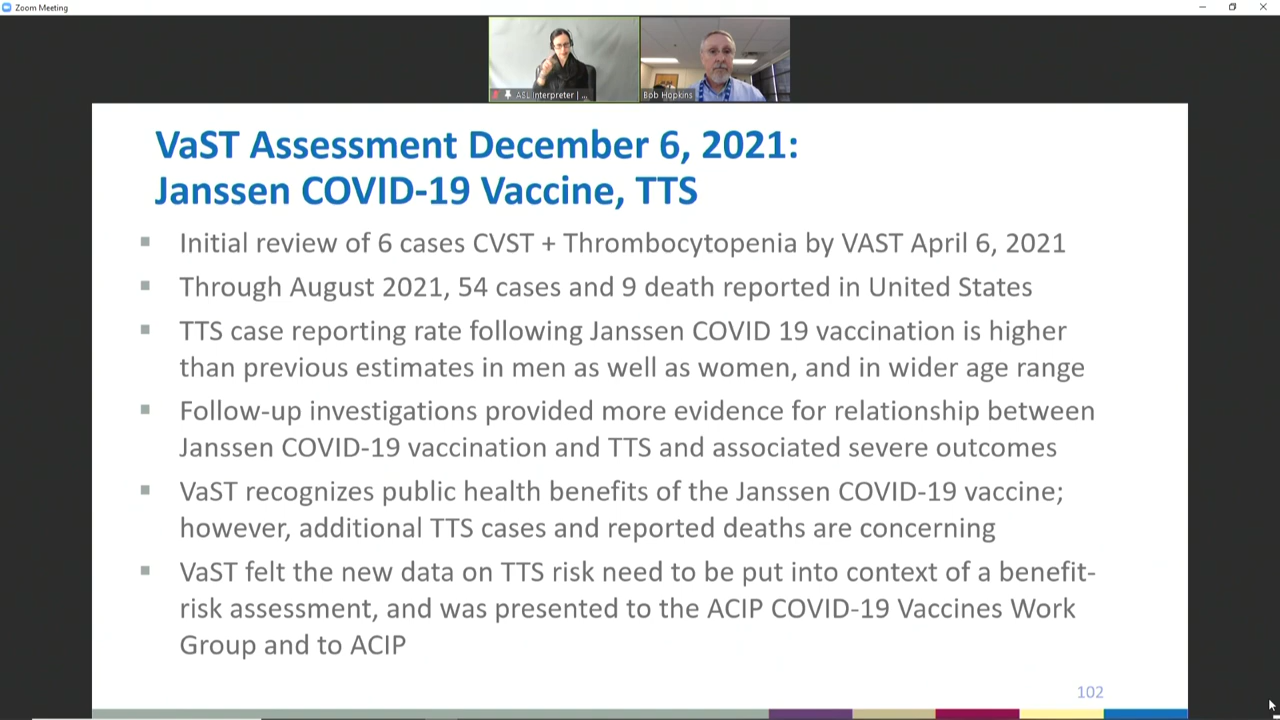 Zoom Meeting
ASL Interpreter | ...
Bob Hopkins
VaST Assessment December 6, 2021:
Janssen COVID-19 Vaccine, TTS
Initial review of 6 cases CVST + Thrombocytopenia by VAST April 6, 2021
Through August 2021, 54 cases and 9 death reported in United States
TTS case reporting rate following Janssen COVID 19 vaccination is higher
than previous estimates in men as well as women, and in wider age range
Follow-up investigations provided more evidence for relationship between
Janssen COVID-19 vaccination and TTS and associated severe outcomes
VaST recognizes public health benefits of the Janssen COVID-19 vaccine;
however, additional TTS cases and reported deaths are concerning
VaST felt the new data on TTS risk need to be put into context of a benefit-
risk assessment, and was presented to the ACIP COVID-19 Vaccines Work
Group and to ACIP
102